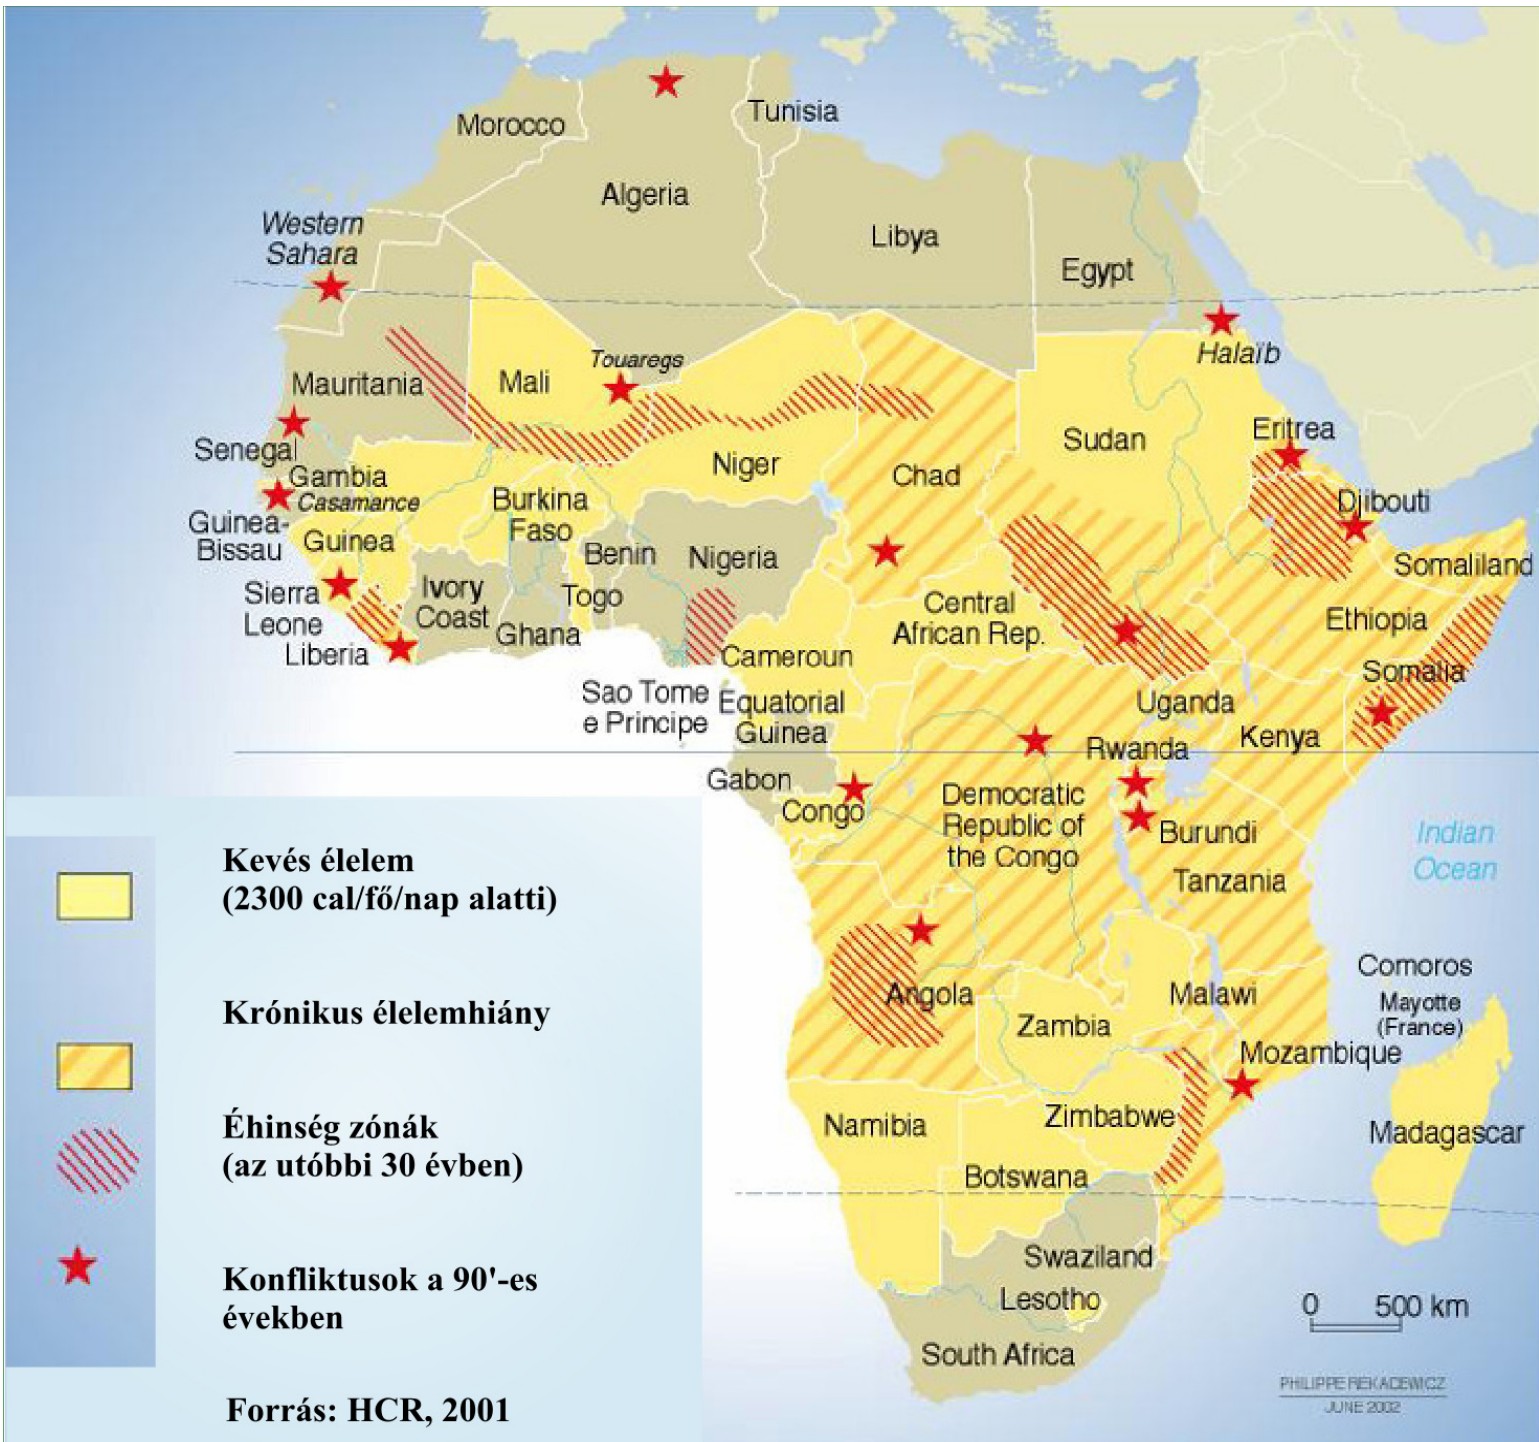 Morocco
Tunisia
Algeria
Western
Sahara
Libya
Egypt
Halaïb
Touaregs
Mali
Mauritania
Senegal
Gambia
Casamance
Guinea-
Bissau
Guinea
Burkina
Faso
Niger
Chad
Sudan
Eritrea
Djibouti
Somaliland
Ethiopia
Somalia
Sierra
Leone
Liberia
Ivory
Coast
Ghana
Togo
Benin
Nigeria
Central
African Rep.
Cameroun
Sao Tome
e Principe
Equatorial
Guinea
Gabon
Congo
Democratic
Republic of
the Congo
Uganda
Kenya
Rwanda
Burundi
Tanzania
Indian
Ocean
Angola
Zambia
Malawi
Comoros
Mayotte
(France)
Mozambique
Madagascar
Zimbabwe
Namibia
Botswana
Swaziland
Lesotho
South Africa
Kevés élelem
(2300 cal/fő/nap alatti)
Krónikus élelemhiány
Éhinség zónák
(az utóbbi 30 évben)
Konfliktusok a 90'-es
években
Forrás: HCR, 2001
0 500 km
PHILIPPE REKACEWICZ
JUNE 2002